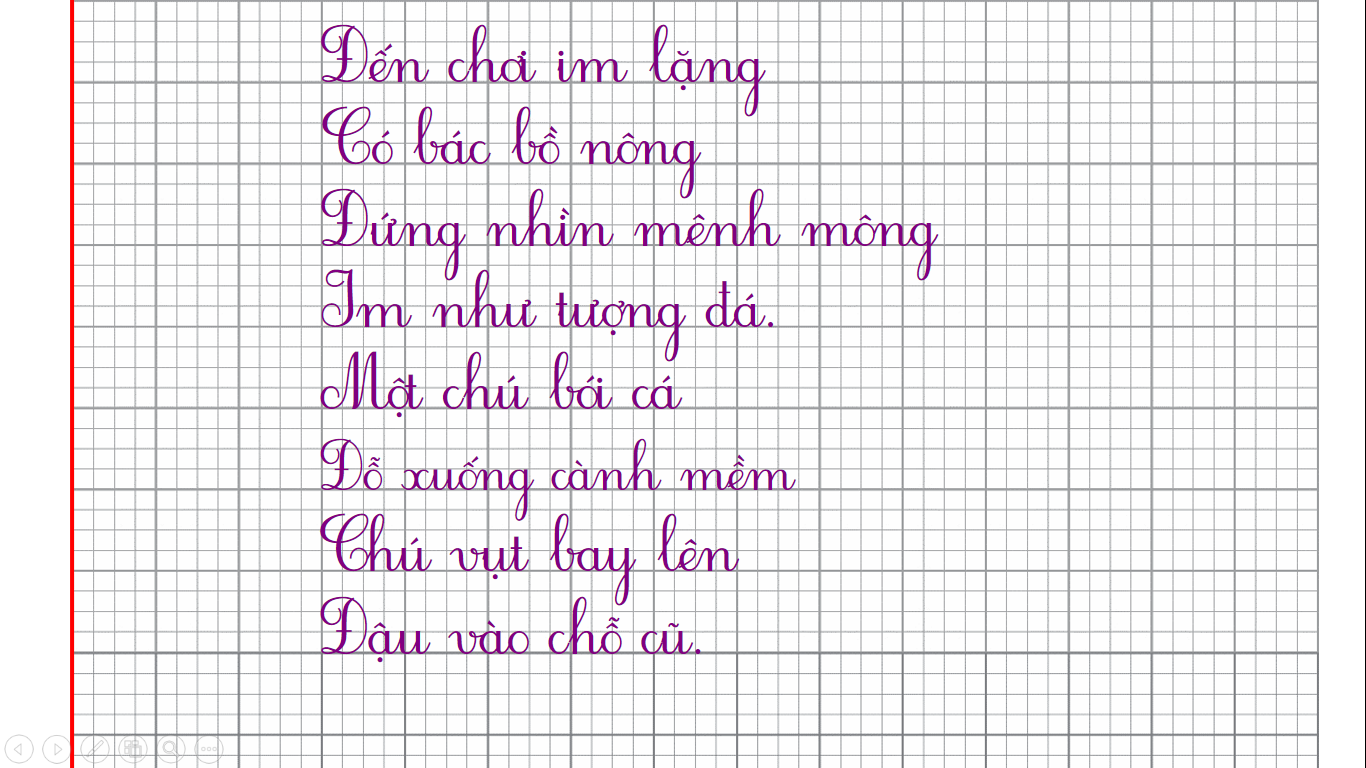 Đến chơi im lặng
Có bác bồ nông
Đứng nhìn mênh mông
Im như tượng đá.
Một chú bói cá
Đỗ xuống cành mềm
Chú vụt bay lên
Đậu vào chỗ cũ.